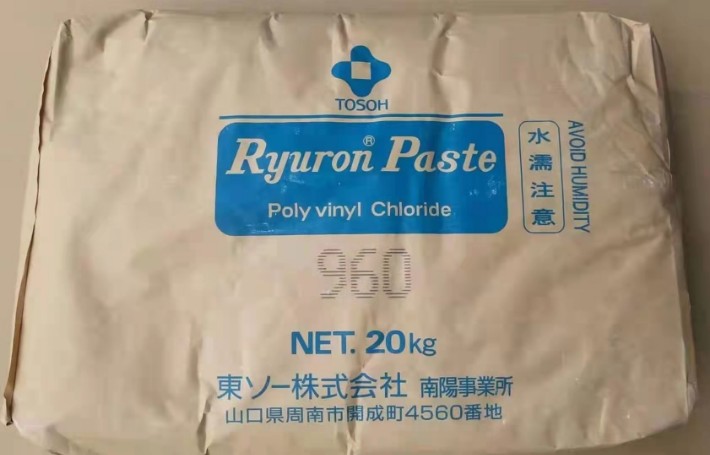 TOSOH
Ryuron® Paste
Poly vinyl Chloride
水濡注意
AVOID HUMIDITY
960
NET. 20kg
東ソー株式会社 南陽事業所
山口県周南市開成町4560番地